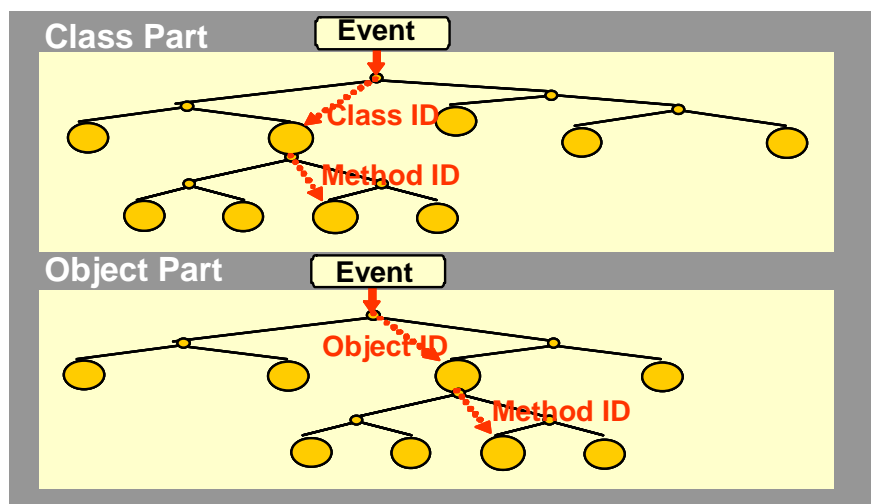 Class Part
Event
Class ID
Method ID
Object Part
Event
Object ID
Method ID